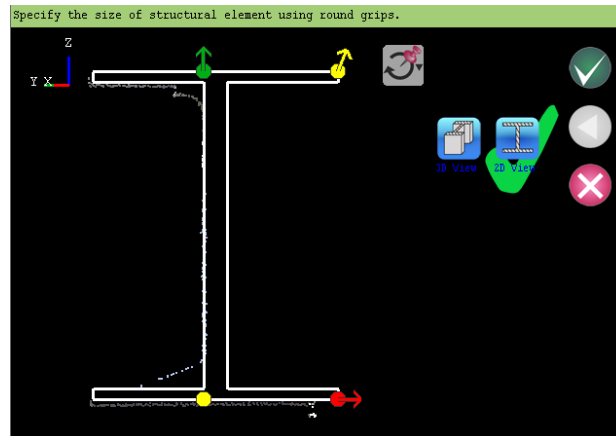 Specify the size of structural element using round grips.
Z
Y X
3D View
2D View